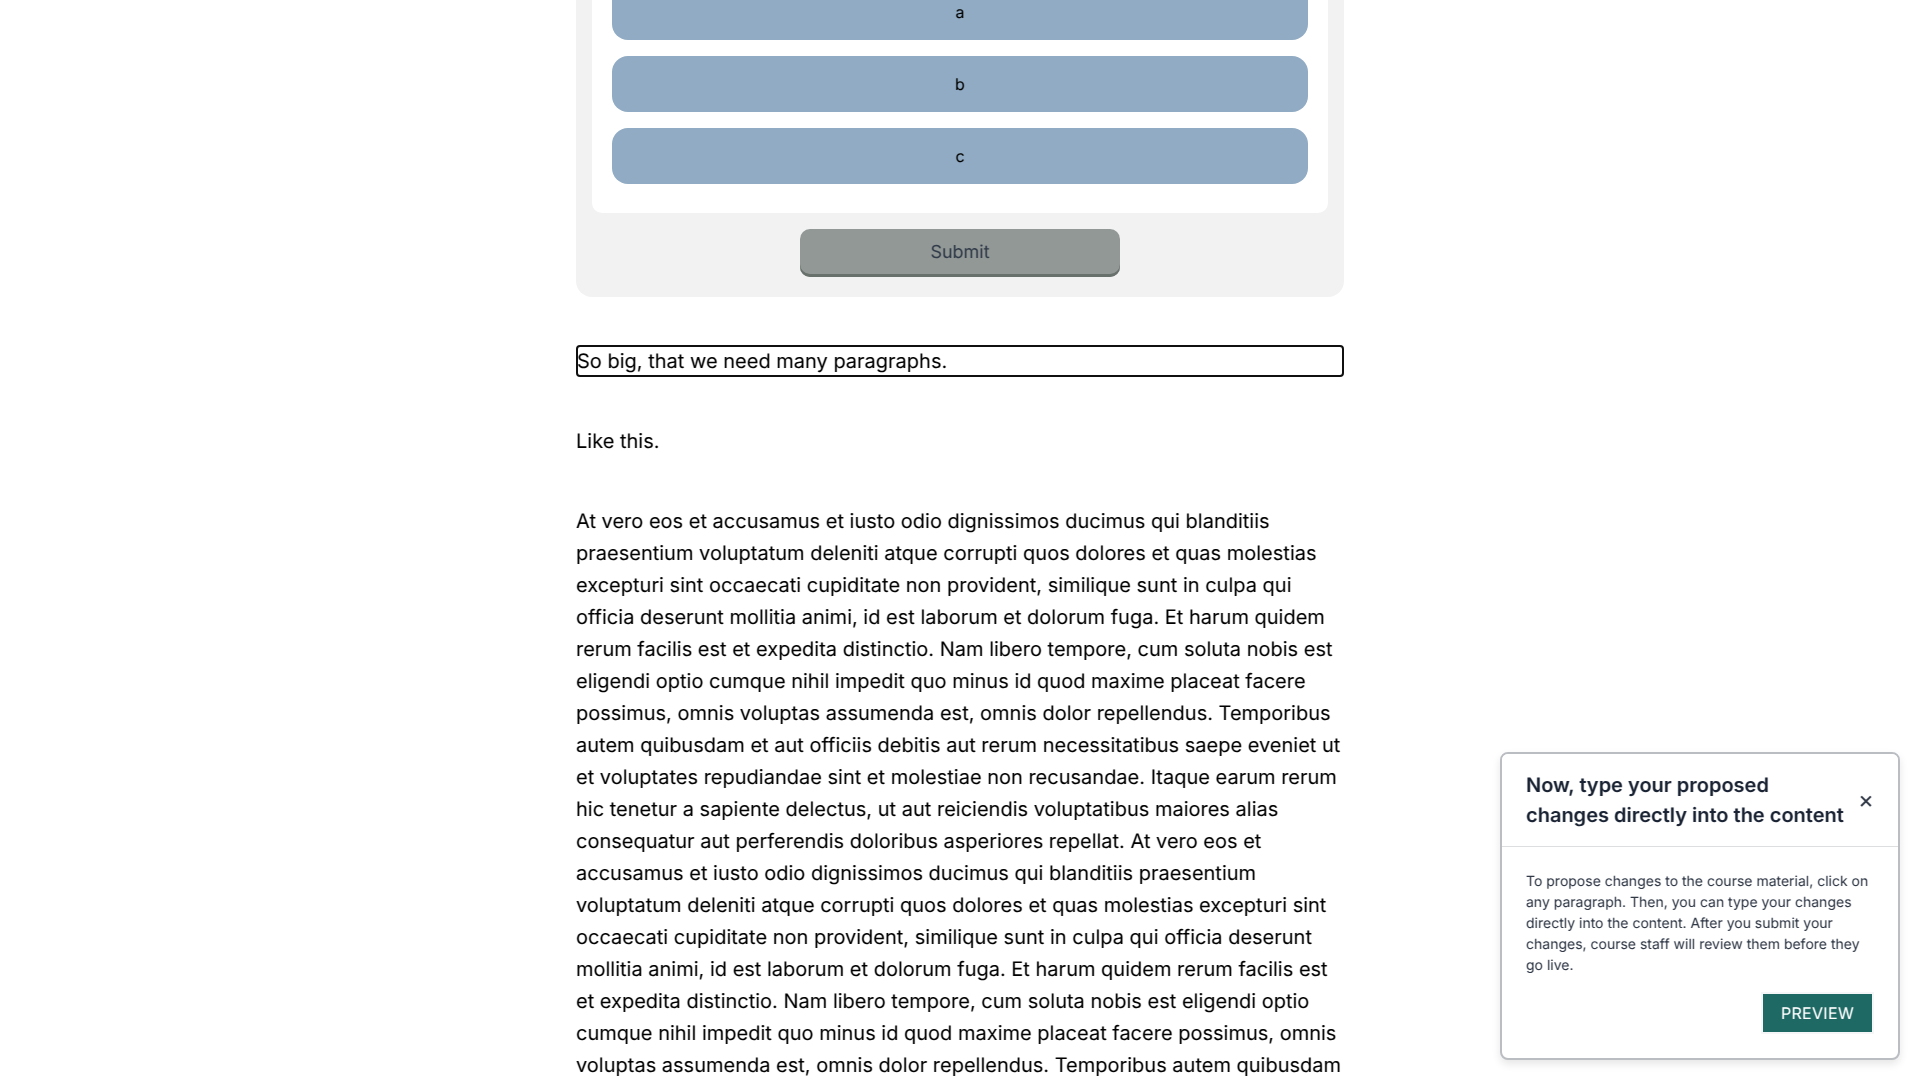 a
b
c
Submit
So big, that we need many paragraphs.
Like this.
At vero eos et accusamus et iusto odio dignissimos ducimus qui blanditiis
praesentium voluptatum deleniti atque corrupti quos dolores et quas molestias
excepturi sint occaecati cupiditate non provident, similique sunt in culpa qui
officia deserunt mollitia animi, id est laborum et dolorum fuga. Et harum quidem
rerum facilis est et expedita distinctio. Nam libero tempore, cum soluta nobis est
eligendi optio cumque nihil impedit quo minus id quod maxime placeat facere
possimus, omnis voluptas assumenda est, omnis dolor repellendus. Temporibus
autem quibusdam et aut officiis debitis aut rerum necessitatibus saepe eveniet ut
et voluptates repudiandae sint et molestiae non recusandae. Itaque earum rerum
hic tenetur a sapiente delectus, ut aut reiciendis voluptatibus maiores alias
consequatur aut perferendis doloribus asperiores repellat. At vero eos et
accusamus et iusto odio dignissimos ducimus qui blanditiis praesentium
voluptatum deleniti atque corrupti quos dolores et quas molestias excepturi sint
occaecati cupiditate non provident, similique sunt in culpa qui officia deserunt
mollitia animi, id est laborum et dolorum fuga. Et harum quidem rerum facilis est
et expedita distinctio. Nam libero tempore, cum soluta nobis est eligendi optio
cumque nihil impedit quo minus id quod maxime placeat facere possimus, omnis
voluptas assumenda est, omnis dolor repellendus. Temporibus autem quibusdam
Now, type your proposed
changes directly into the content
To propose changes to the course material, click on
any paragraph. Then, you can type your changes
directly into the content. After you submit your
changes, course staff will review them before they
go live.
PREVIEW